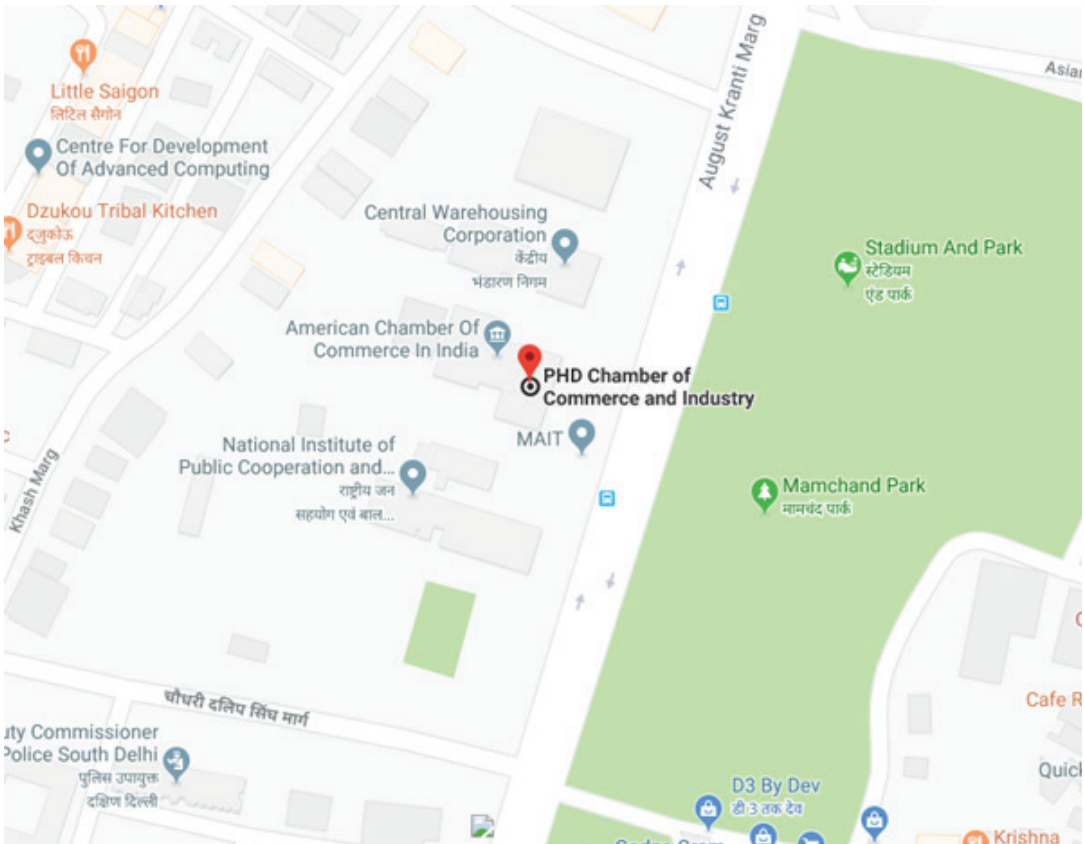 August Kranti Marg
Asian
Little Saigon
लिटिल सैगोन
Centre For Development
Of Advanced Computing
Dzukou Tribal Kitchen
दजुकोऊ
ट्राइबल किचन
Central Warehousing
Corporation
केंद्रीय
भंडारण निगम
Stadium And Park
स्टेडियम
एंड पार्क
American Chamber Of
Commerce In India
PHD Chamber of
Commerce and Industry
MAIT
National Institute of
Public Cooperation and...
राष्ट्रीय जन
सहयोग एवं बाल...
Khash Marg
Mamchand Park
मामचंद पार्क
चौधरी दलिप सिंघ मार्ग
uty Commissioner
Police South Delhi
पुलिस उपायुक्त
दक्षिण दिल्ली
Cafe R
Quick
D3 By Dev
डी 3 तक देव
Krishna